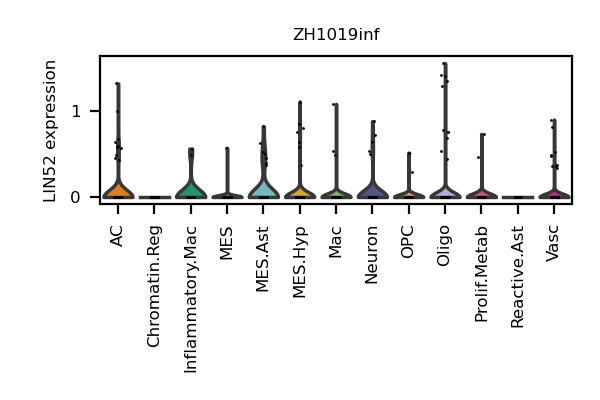 ZH1019inf
LIN52 expression
1
0
AC
Chromatin.Reg
Inflammatory.Mac
MES
MES.Ast
MES.Hyp
Mac
Neuron
OPC
Oligo
Prolif.Metab
Reactive.Ast
Vasc